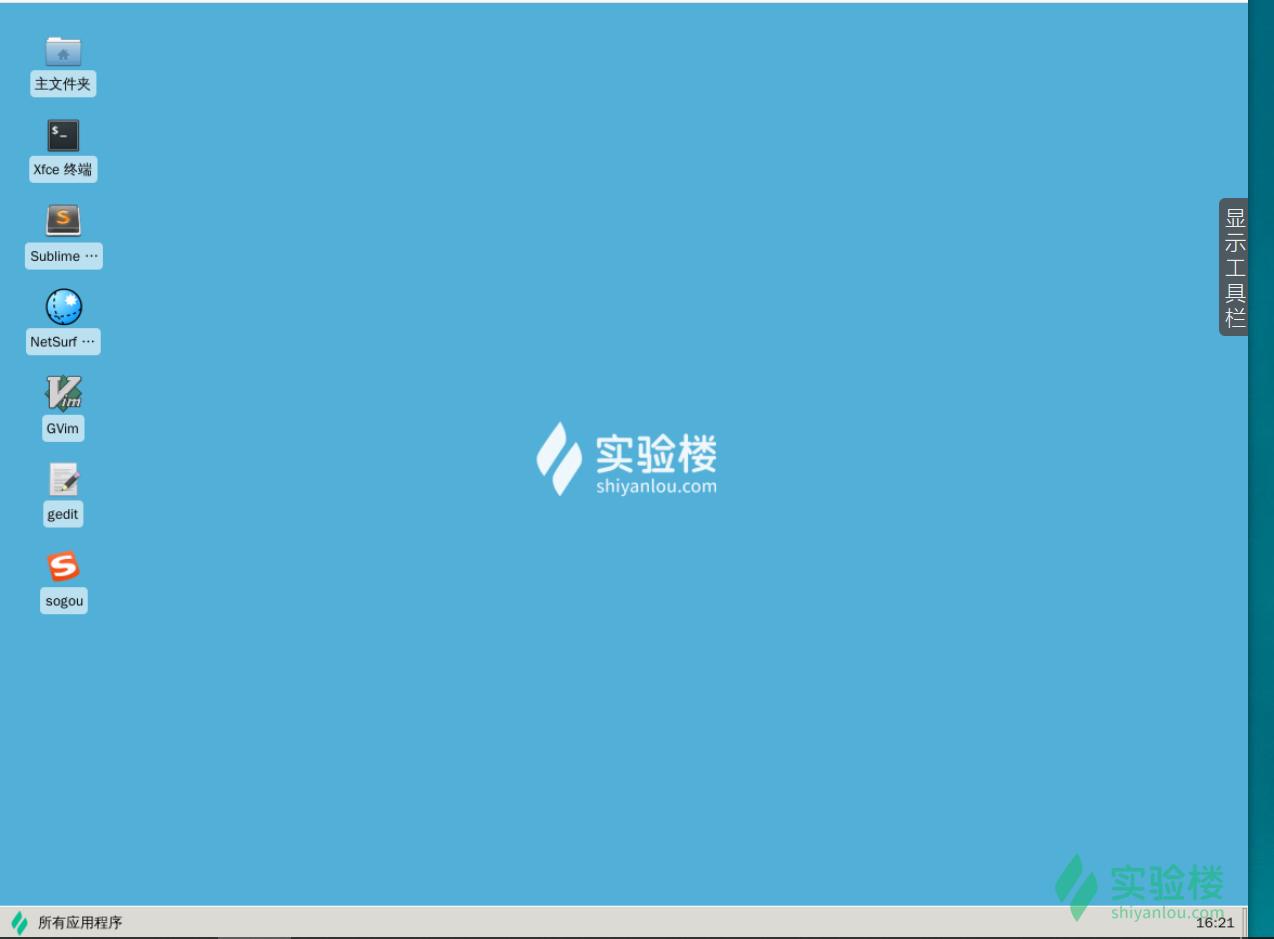 主文件夹
$_
Xfce 终端
S
Sublime ···
NetSurf ···
Vim
GVim
gedit
S
sogou
实验楼
shiyanlou.com
显示工具栏
实验楼
shiyanlou.com
所有应用程序
16:21